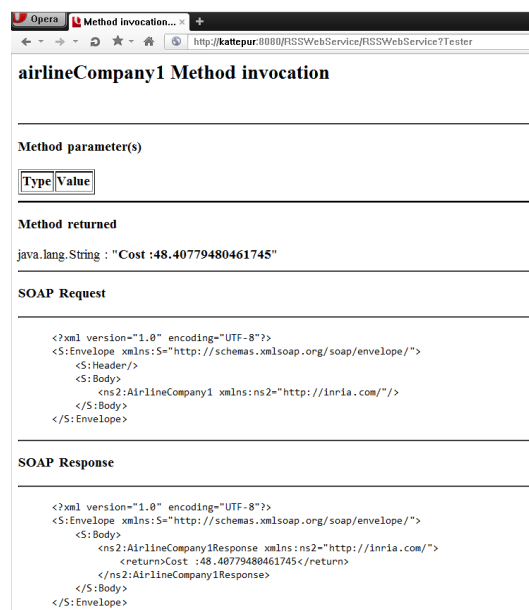 Opera
Method invocation... ×
+
http://kattepur:8080/RSSWebService/RSSWebService?Tester
airlineCompany1 Method invocation
Method parameter(s)
Type Value
Method returned
java.lang.String : "Cost :48.40779480461745"
SOAP Request
<?xml version="1.0" encoding="UTF-8"?>
<S:Envelope xmlns:S="http://schemas.xmlsoap.org/soap/envelope/">
    <S:Header/>
    <S:Body>
        <ns2:AirlineCompany1 xmlns:ns2="http://inria.com/"/>
    </S:Body>
</S:Envelope>
SOAP Response
<?xml version="1.0" encoding="UTF-8"?>
<S:Envelope xmlns:S="http://schemas.xmlsoap.org/soap/envelope/">
    <S:Body>
        <ns2:AirlineCompany1Response xmlns:ns2="http://inria.com/">
            <return>Cost :48.40779480461745</return>
        </ns2:AirlineCompany1Response>
    </S:Body>
</S:Envelope>